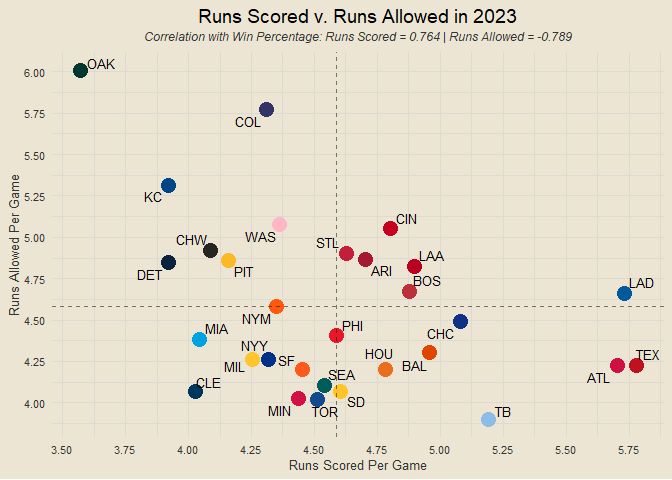 Runs Scored v. Runs Allowed in 2023
Correlation with Win Percentage: Runs Scored = 0.764 | Runs Allowed = -0.789
6.00
OAK
5.75
COL
5.50
5.25
KC
CIN
5.00
WAS
CHW
STL
LAA
4.75
DET
PIT
ARI
BOS
LAD
4.50
NYM
PHI
CHC
MIA
4.25
MIL
NYY
SF
HOU
BAL
TEX
SEA
ATL
CLE
4.00
MIN
TOR
SD
TB
Runs Allowed Per Game
3.50 3.75 4.00 4.25 4.50 4.75 5.00 5.25 5.50 5.75
Runs Scored Per Game